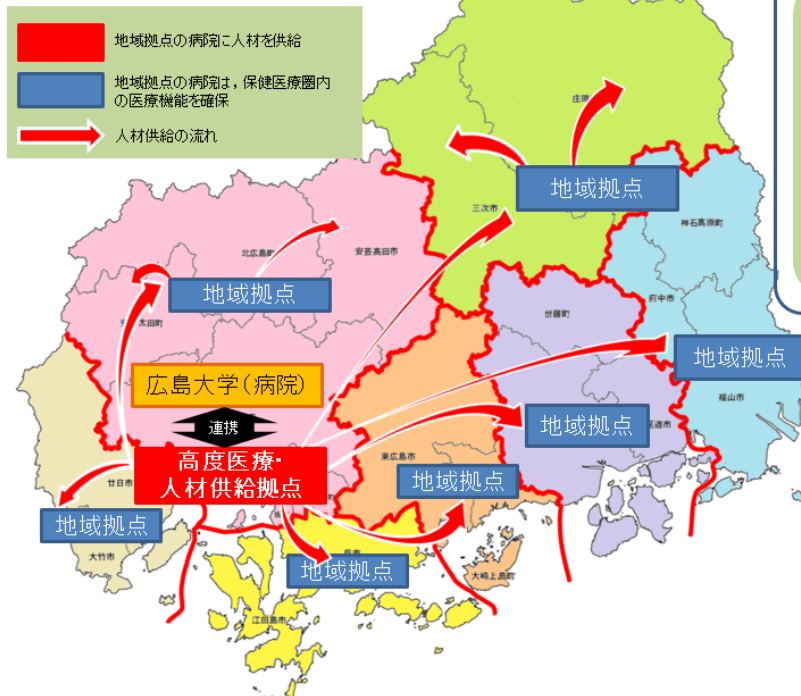 地域拠点の病院に人材を供給
地域拠点の病院は，保健医療圏内
の医療機能を確保
人材供給の流れ
地域拠点
三次市
神石高原町
北広島町
安芸高田市
地域拠点
太田町
世羅町
府中市
地域拠点
福山市
広島大学（病院）
連携
地域拠点
高度医療・
人材供給拠点
東広島市
地域拠点
廿日市
地域拠点
大竹市
地域拠点
大崎上島町
江田島市